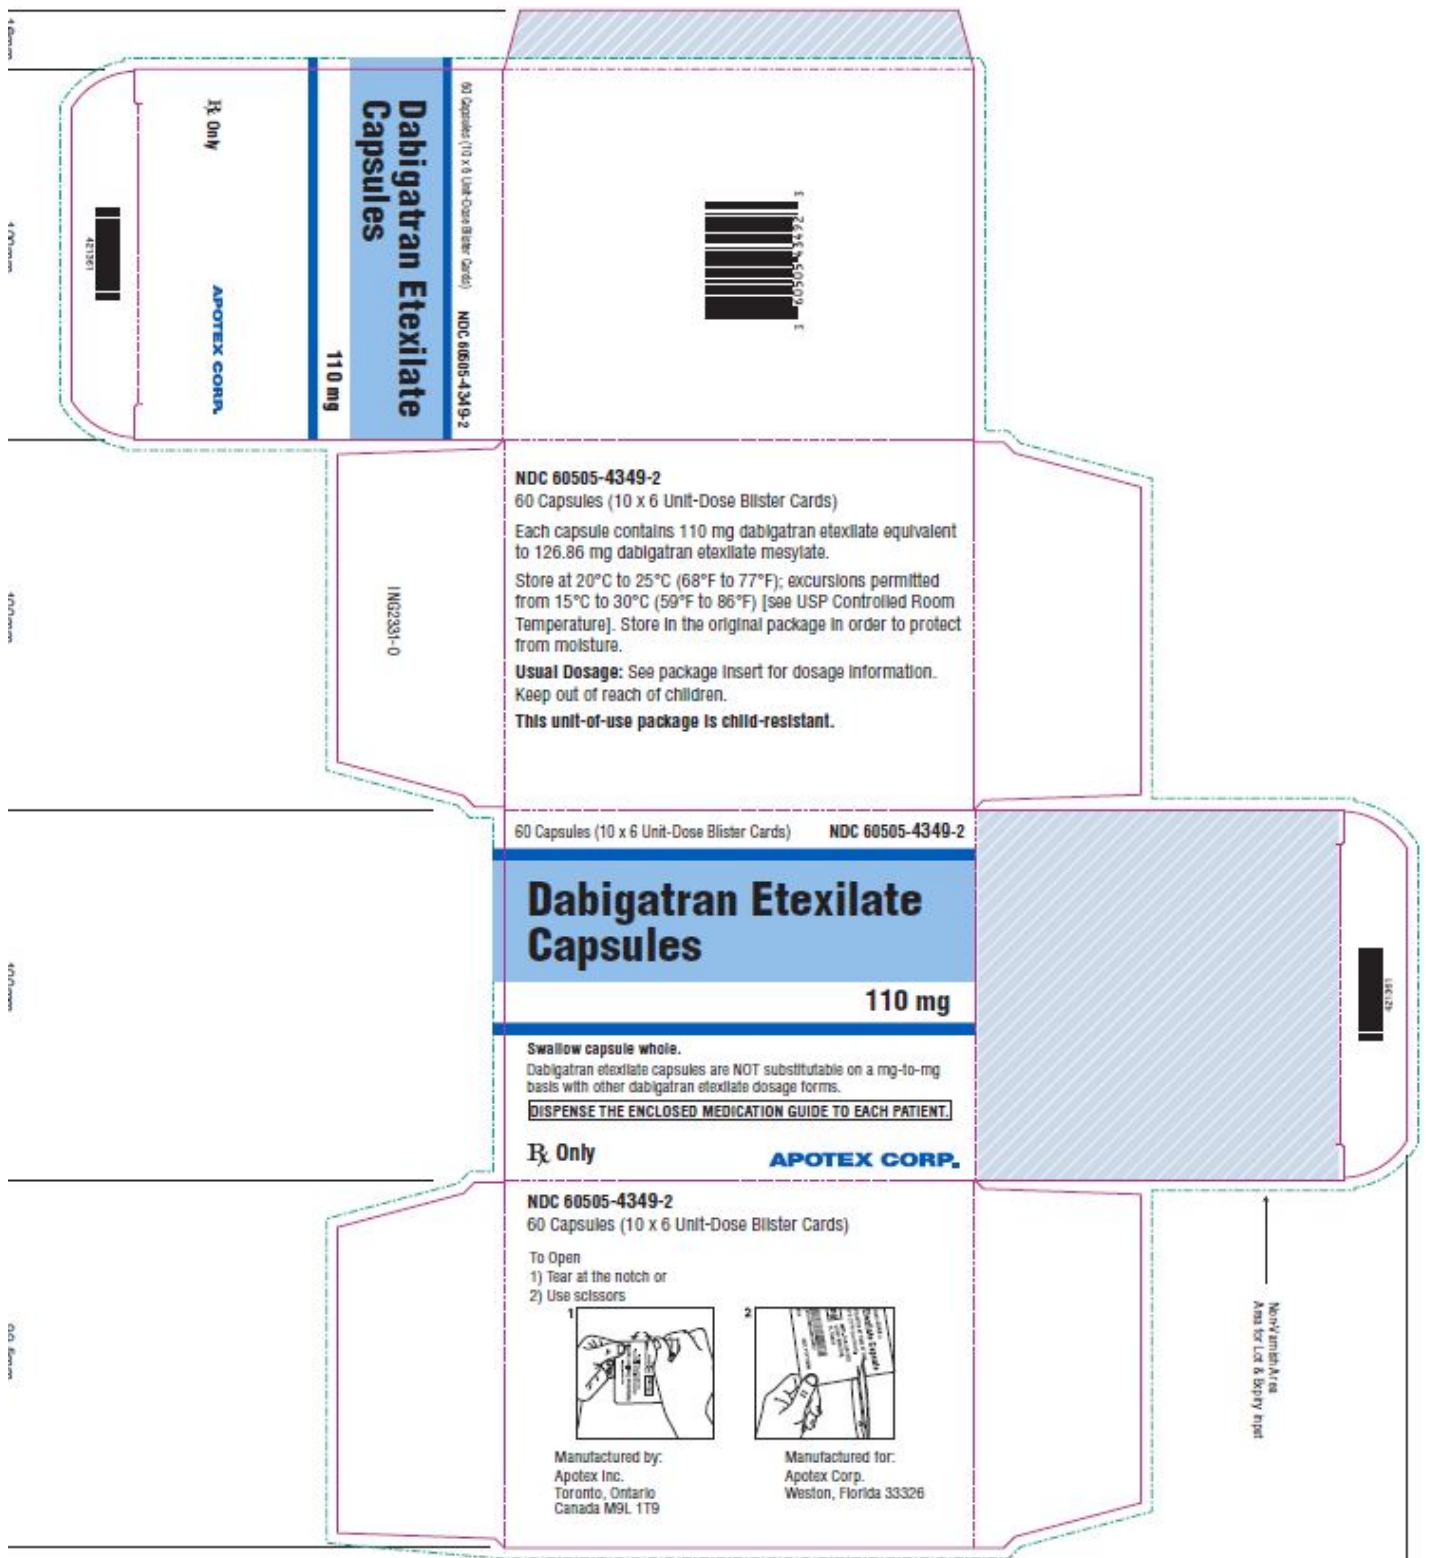 60 Capsules (10 x 6 Unit-Dose Blister Cards) NDC 60505-4349-2
Dabigatran Etexilate
Capsules
110 mg
℞ Only APOTEX CORP.
421361
3 60505 43492 3
NDC 60505-4349-2
60 Capsules (10 x 6 Unit-Dose Blister Cards)
Each capsule contains 110 mg dabigatran etexilate equivalent
to 126.86 mg dabigatran etexilate mesylate.
Store at 20°C to 25°C (68°F to 77°F); excursions permitted
from 15°C to 30°C (59°F to 86°F) [see USP Controlled Room
Temperature]. Store in the original package in order to protect
from moisture.
Usual Dosage: See package insert for dosage information.
Keep out of reach of children.
This unit-of-use package is child-resistant.
ING2331-0
60 Capsules (10 x 6 Unit-Dose Blister Cards) NDC 60505-4349-2
Dabigatran Etexilate
Capsules
110 mg
Swallow capsule whole.
Dabigatran etexilate capsules are NOT substitutable on a mg-to-mg
basis with other dabigatran etexilate dosage forms.
DISPENSE THE ENCLOSED MEDICATION GUIDE TO EACH PATIENT.
℞ Only APOTEX CORP.
421361
NDC 60505-4349-2
60 Capsules (10 x 6 Unit-Dose Blister Cards)
To Open
1) Tear at the notch or
2) Use scissors
1 2
Manufactured by:
Apotex Inc.
Toronto, Ontario
Canada M9L 1T9
Manufactured for:
Apotex Corp.
Weston, Florida 33326
Non-Varnish Area
Area for Lot & Expiry Input